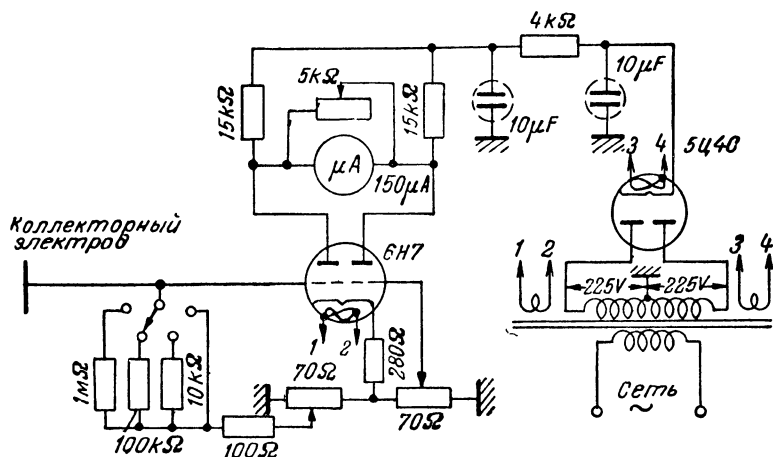 4kΩ
5kΩ
10μF
15kΩ
15kΩ
10μF
3 4
5Ц4С
μA
150μA
Коллекторный
электрод
6Н7
1 2
225V
225V
3 4
1 2
280Ω
70Ω
1мΩ
10kΩ
70Ω
Сеть
~
100kΩ
100Ω